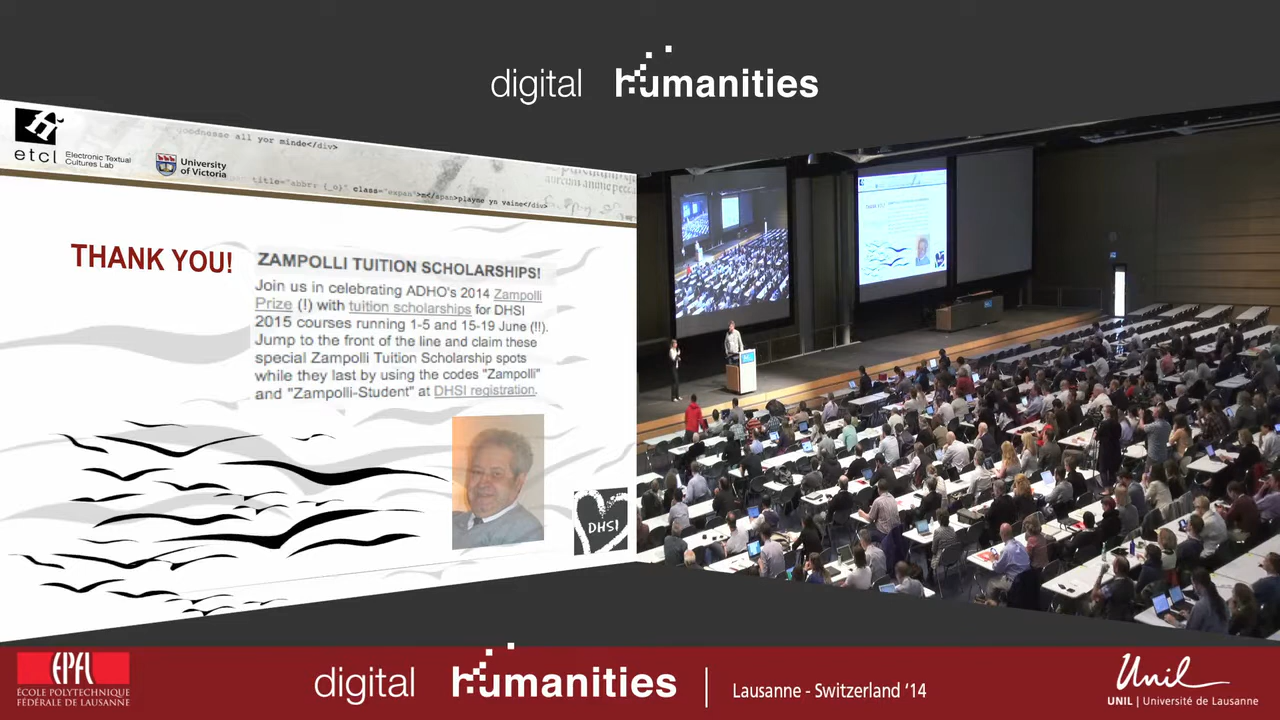 digital humanities
etcl Electronic Textual
Cultures Lab
University
of Victoria
oodnesse all yor minde</div>
title="abbr: {_o}" class="expan">m</span>playne yn vaine</div>
THANK YOU!
ZAMPOLLI TUITION SCHOLARSHIPS!
Join us in celebrating ADHO's 2014 Zampolli
Prize (!) with tuition scholarships for DHSI
2015 courses running 1-5 and 15-19 June (!!).
Jump to the front of the line and claim these
special Zampolli Tuition Scholarship spots
while they last by using the codes "Zampolli"
and "Zampolli-Student" at DHSI registration.
DHSI
THANK YOU!
EPFL
ÉCOLE POLYTECHNIQUE
FÉDÉRALE DE LAUSANNE
digital humanities
Lausanne - Switzerland '14
Unil
UNIL | Université de Lausanne